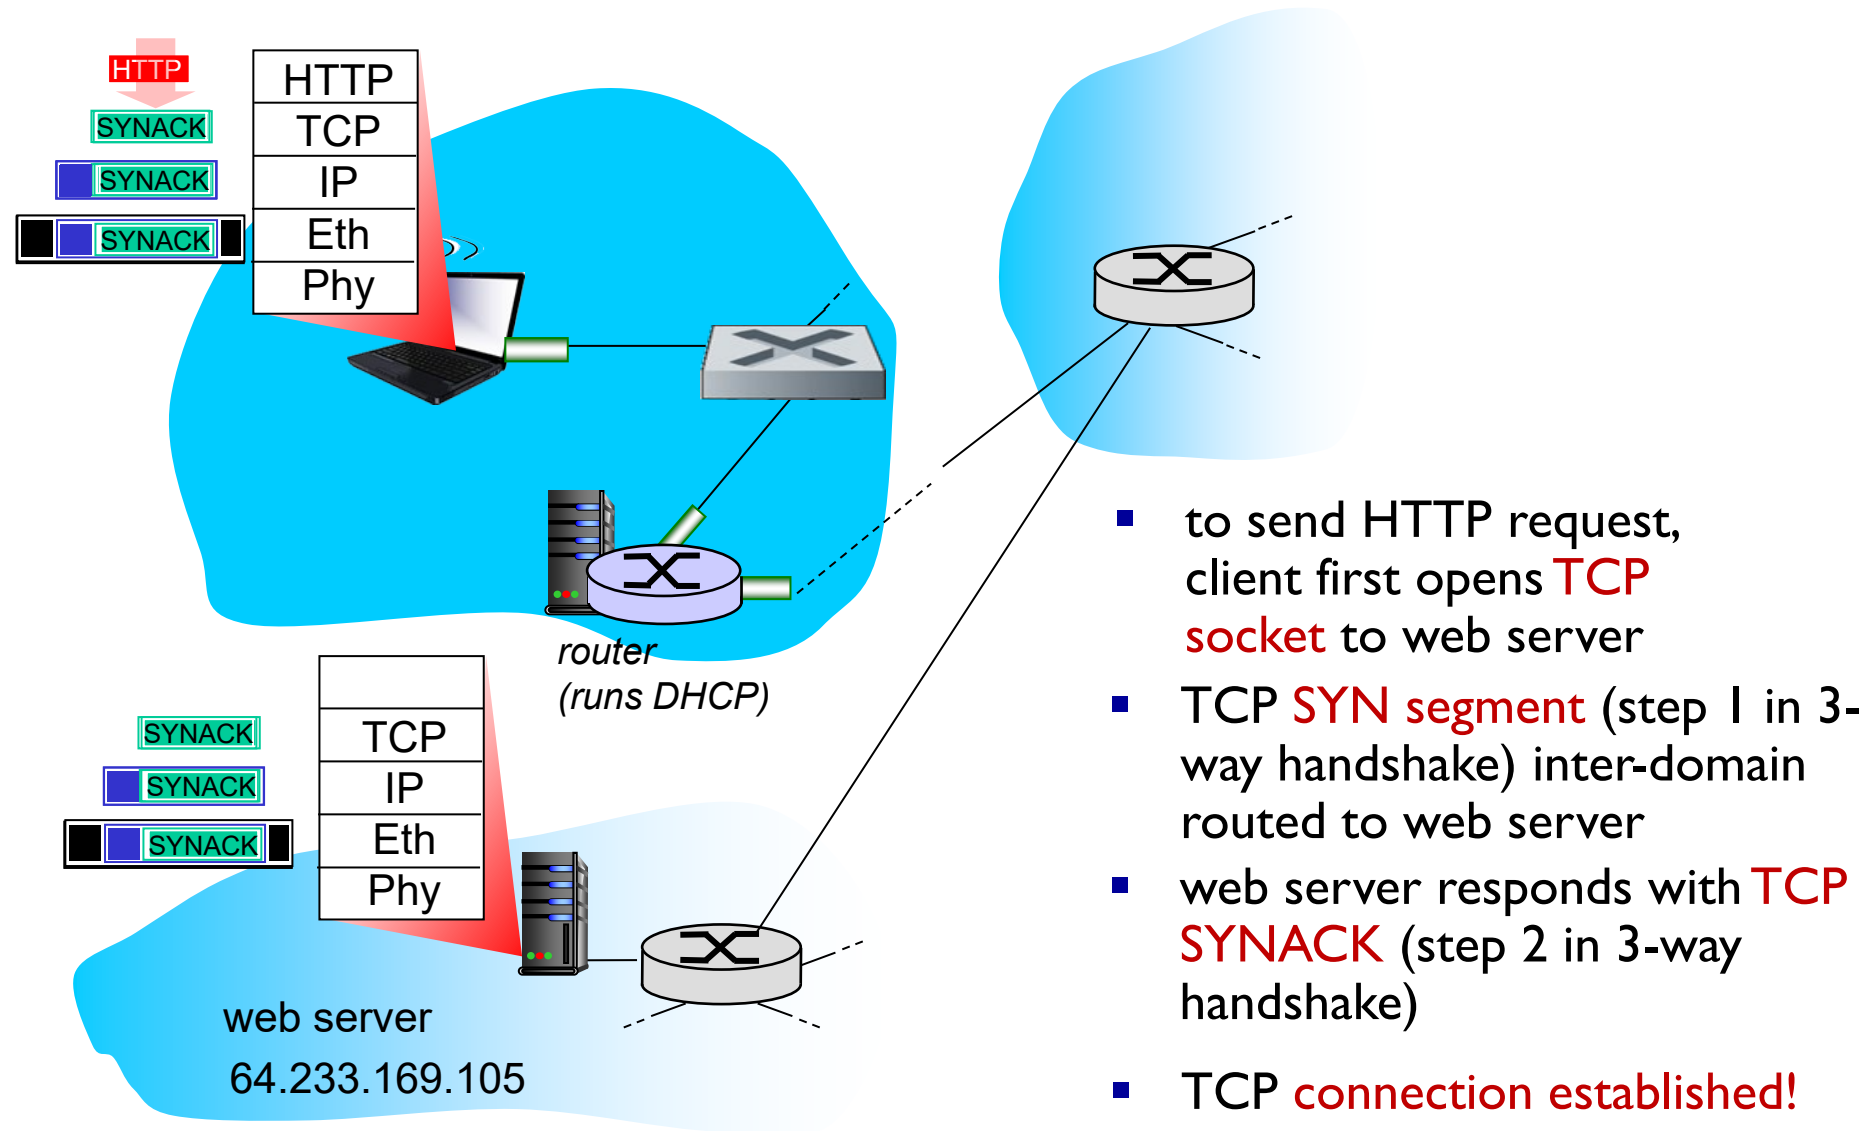 HTTP
SYNACK
SYNACK
SYNACK
HTTP
TCP
IP
Eth
Phy
router
(runs DHCP)
SYNACK
SYNACK
SYNACK
TCP
IP
Eth
Phy
web server
64.233.169.105
▪ to send HTTP request,
client first opens TCP
socket to web server
▪ TCP SYN segment (step 1 in 3-
way handshake) inter-domain
routed to web server
▪ web server responds with TCP
SYNACK (step 2 in 3-way
handshake)
▪ TCP connection established!